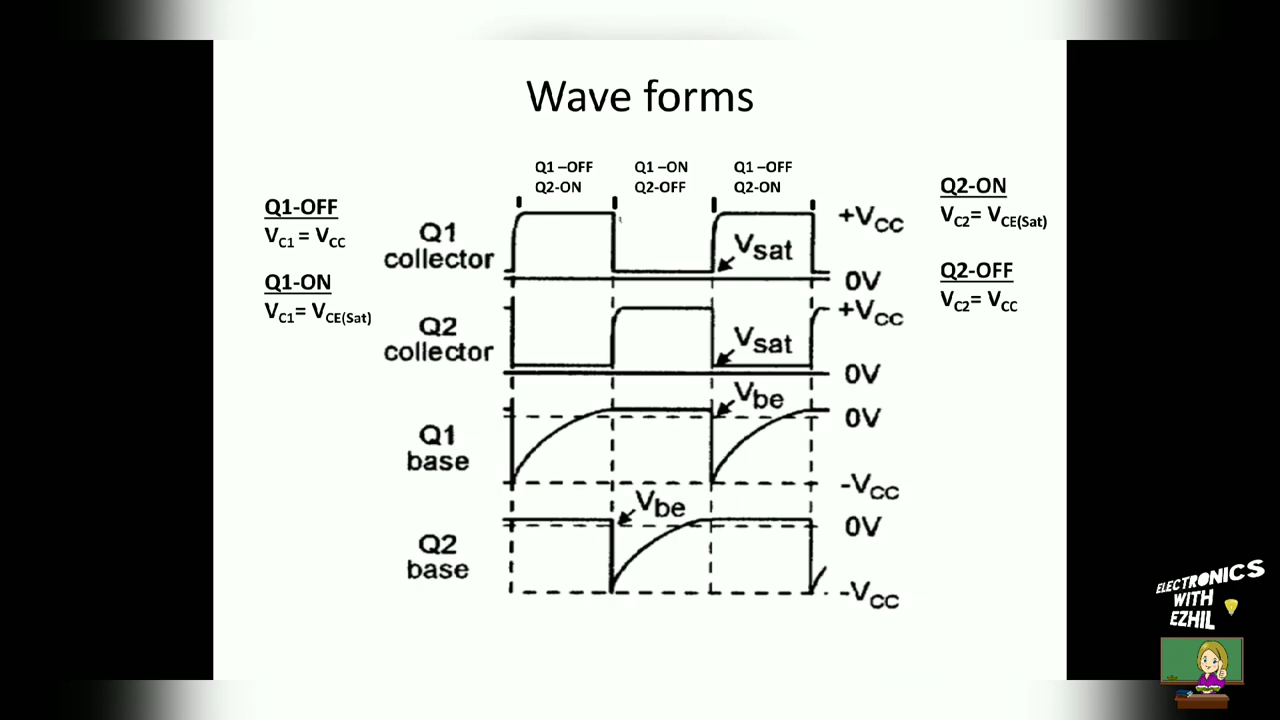 Wave forms
Q1 –OFF
Q2-ON
Q1 –ON
Q2-OFF
Q1 –OFF
Q2-ON
Q1-OFF
VC1 = VCC
Q1-ON
VC1= VCE(Sat)
Q2-ON
VC2= VCE(Sat)
Q2-OFF
VC2= VCC
Q1
collector
+VCC
Vsat
0V
Q2
collector
+VCC
Vsat
0V
Q1
base
Vbe
0V
-VCC
Q2
base
Vbe
0V
-VCC
ELECTRONICS
WITH
EZHIL